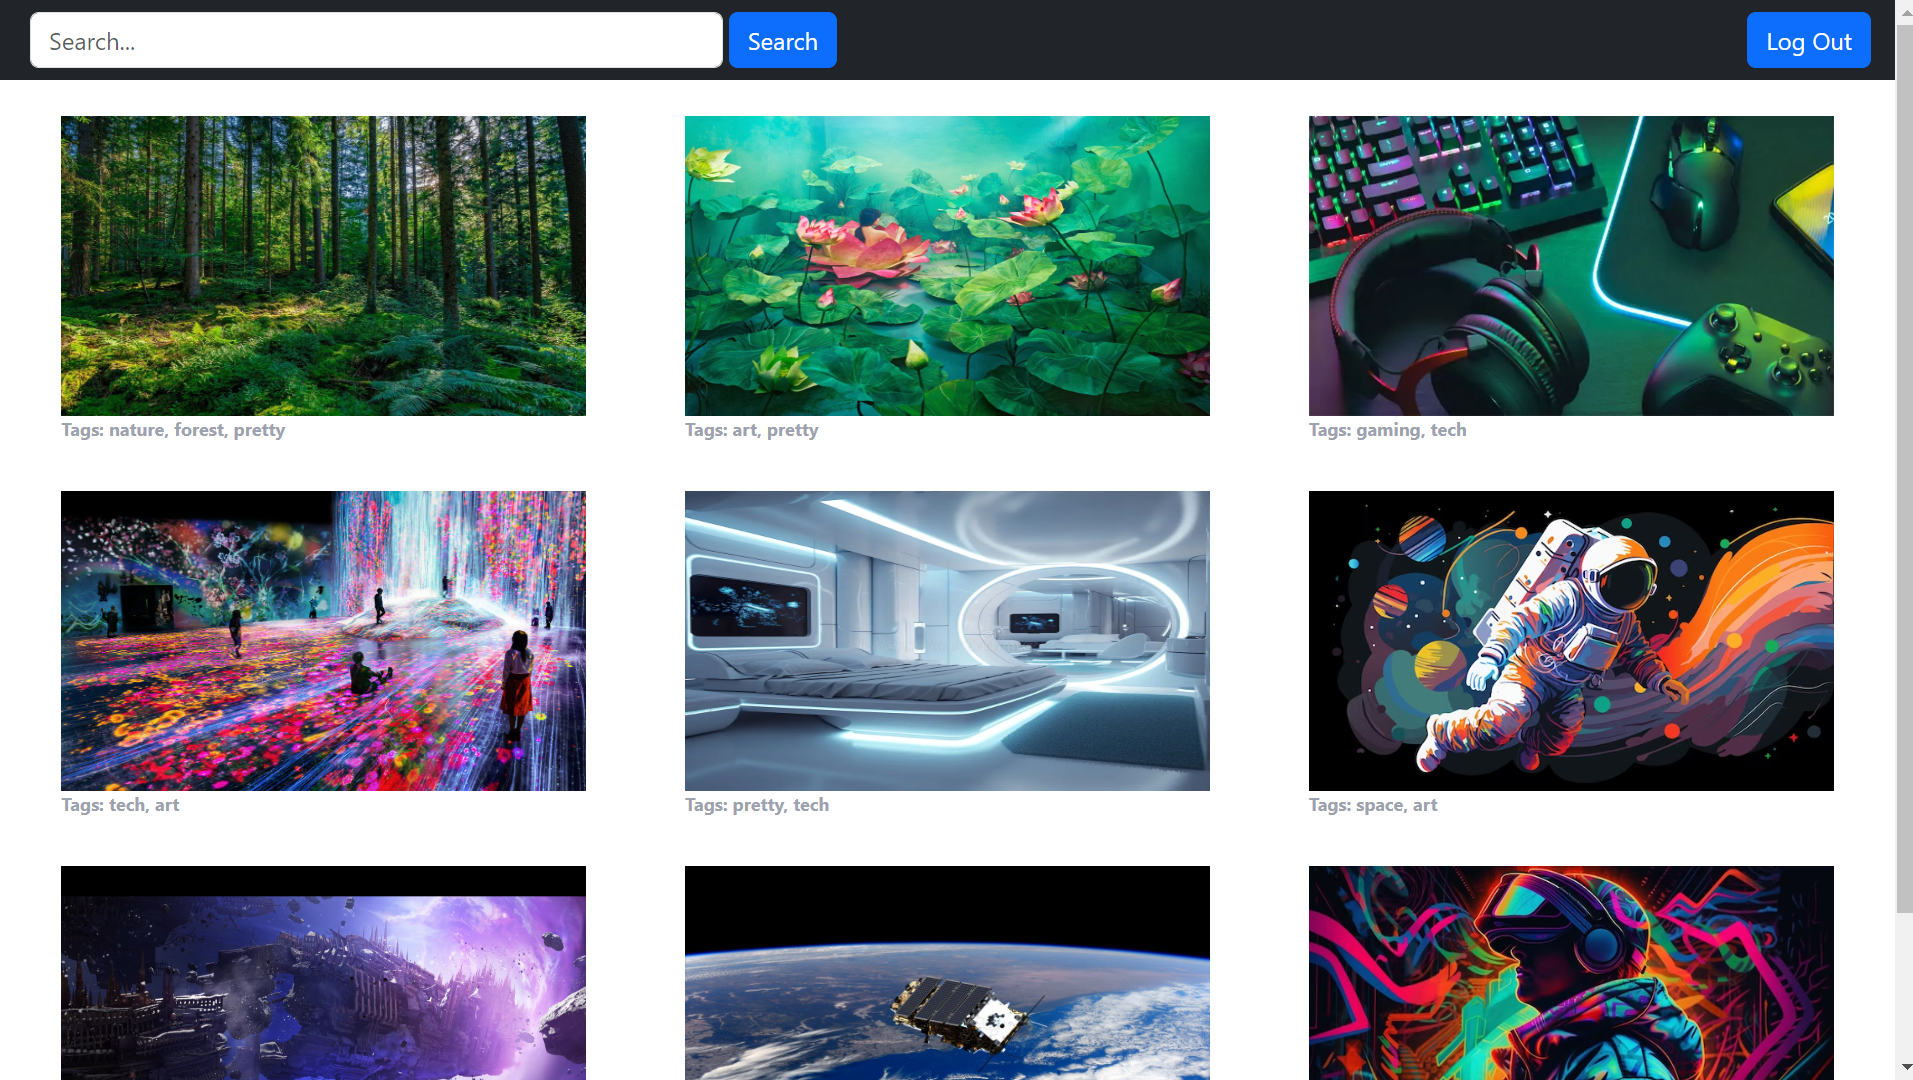 Search...
Search
Log Out
Tags: nature, forest, pretty
Tags: art, pretty
Tags: gaming, tech
Tags: tech, art
Tags: pretty, tech
Tags: space, art